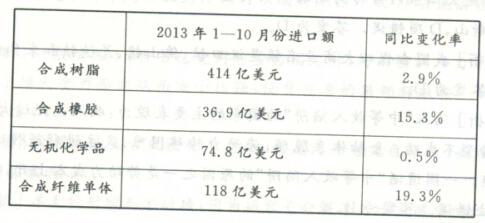 2013年1—10月份进口额 同比变化率
合成树脂 414亿美元 2.9%
合成橡胶 36.9亿美元 15.3%
无机化学品 74.8亿美元 0.5%
合成纤维单体 118亿美元 19.3%